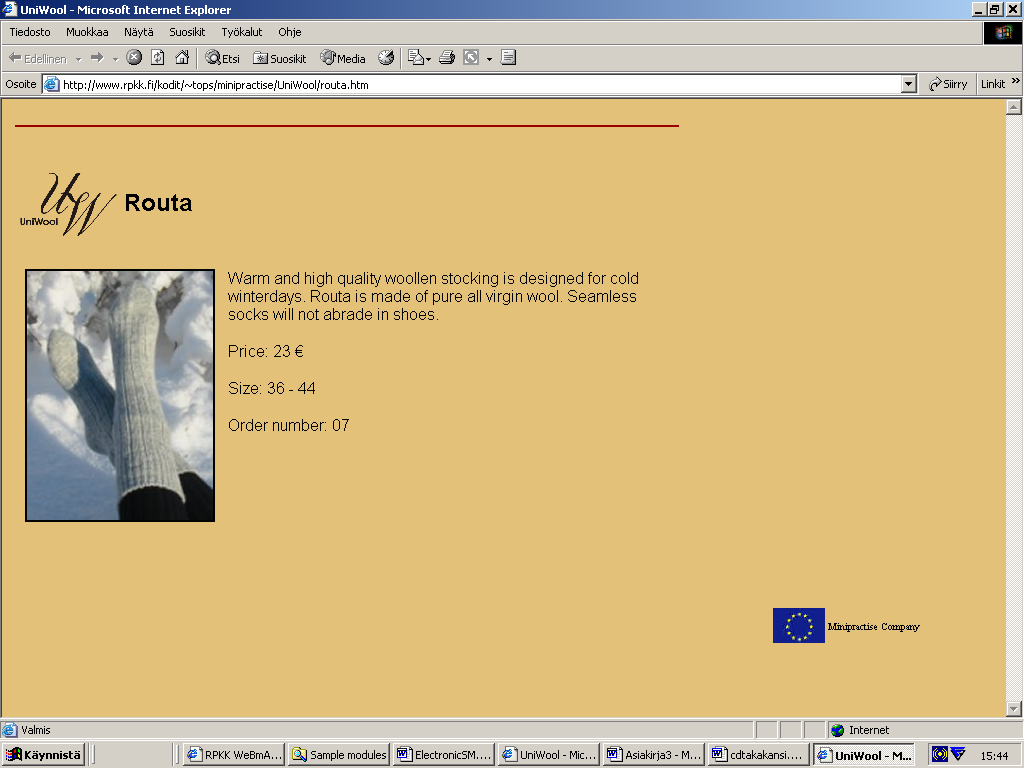 UniWool - Microsoft Internet Explorer
Tiedosto Muokkaa Näytä Suosikit Työkalut Ohje
Edellinen Etsi Suosikit Media
Osoite http://www.rpkk.fi/kodit/~tops/minipractise/UniWool/routa.htm Siirry Linkit »
UW
UniWool
Routa
Warm and high quality woollen stocking is designed for cold
winterdays. Routa is made of pure all virgin wool. Seamless
socks will not abrade in shoes.
Price: 23 €
Size: 36 - 44
Order number: 07
Minipractise Company
Valmis Internet
Käynnistä RPKK WeBmA... Sample modules ElectronicSM.... UniWool - Mic... Asiakirja3 - M... cdtakakansi.... UniWool - M... 15:44